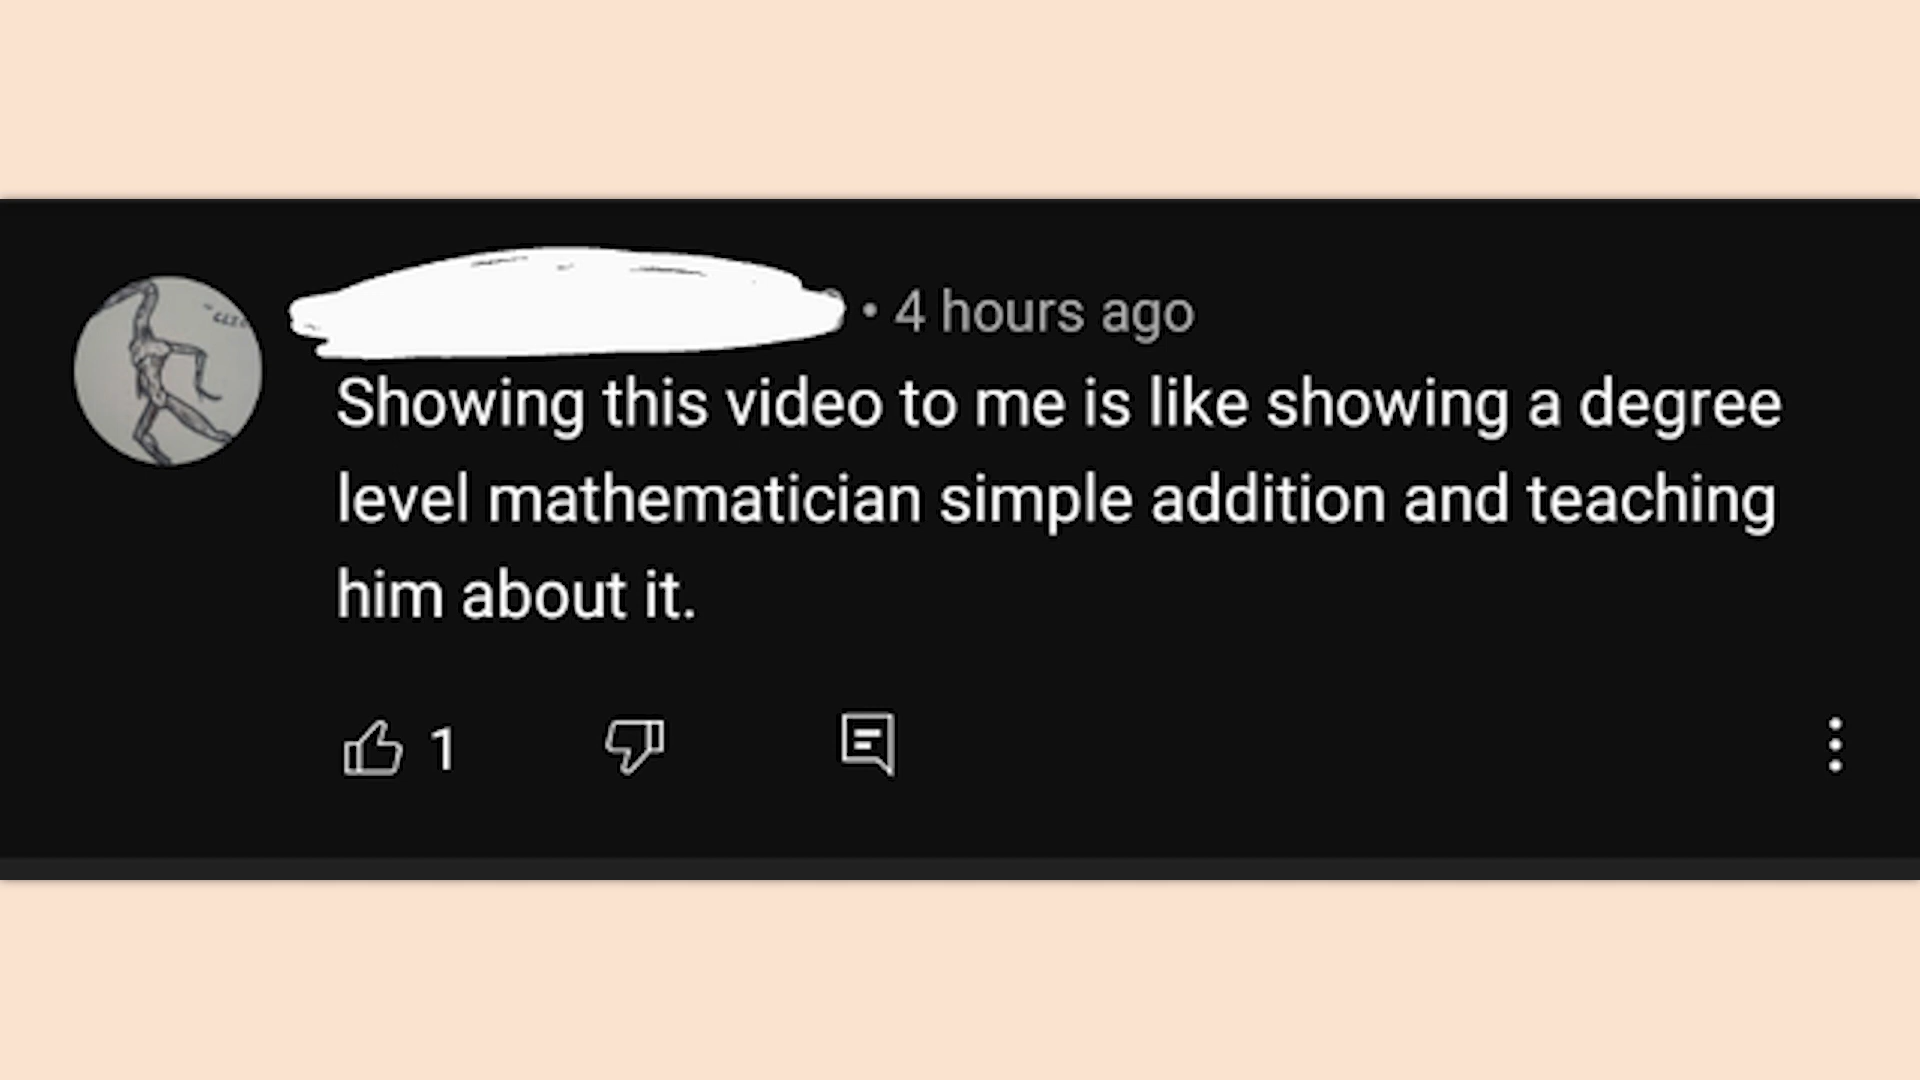 • 4 hours ago
Showing this video to me is like showing a degree
level mathematician simple addition and teaching
him about it.
1